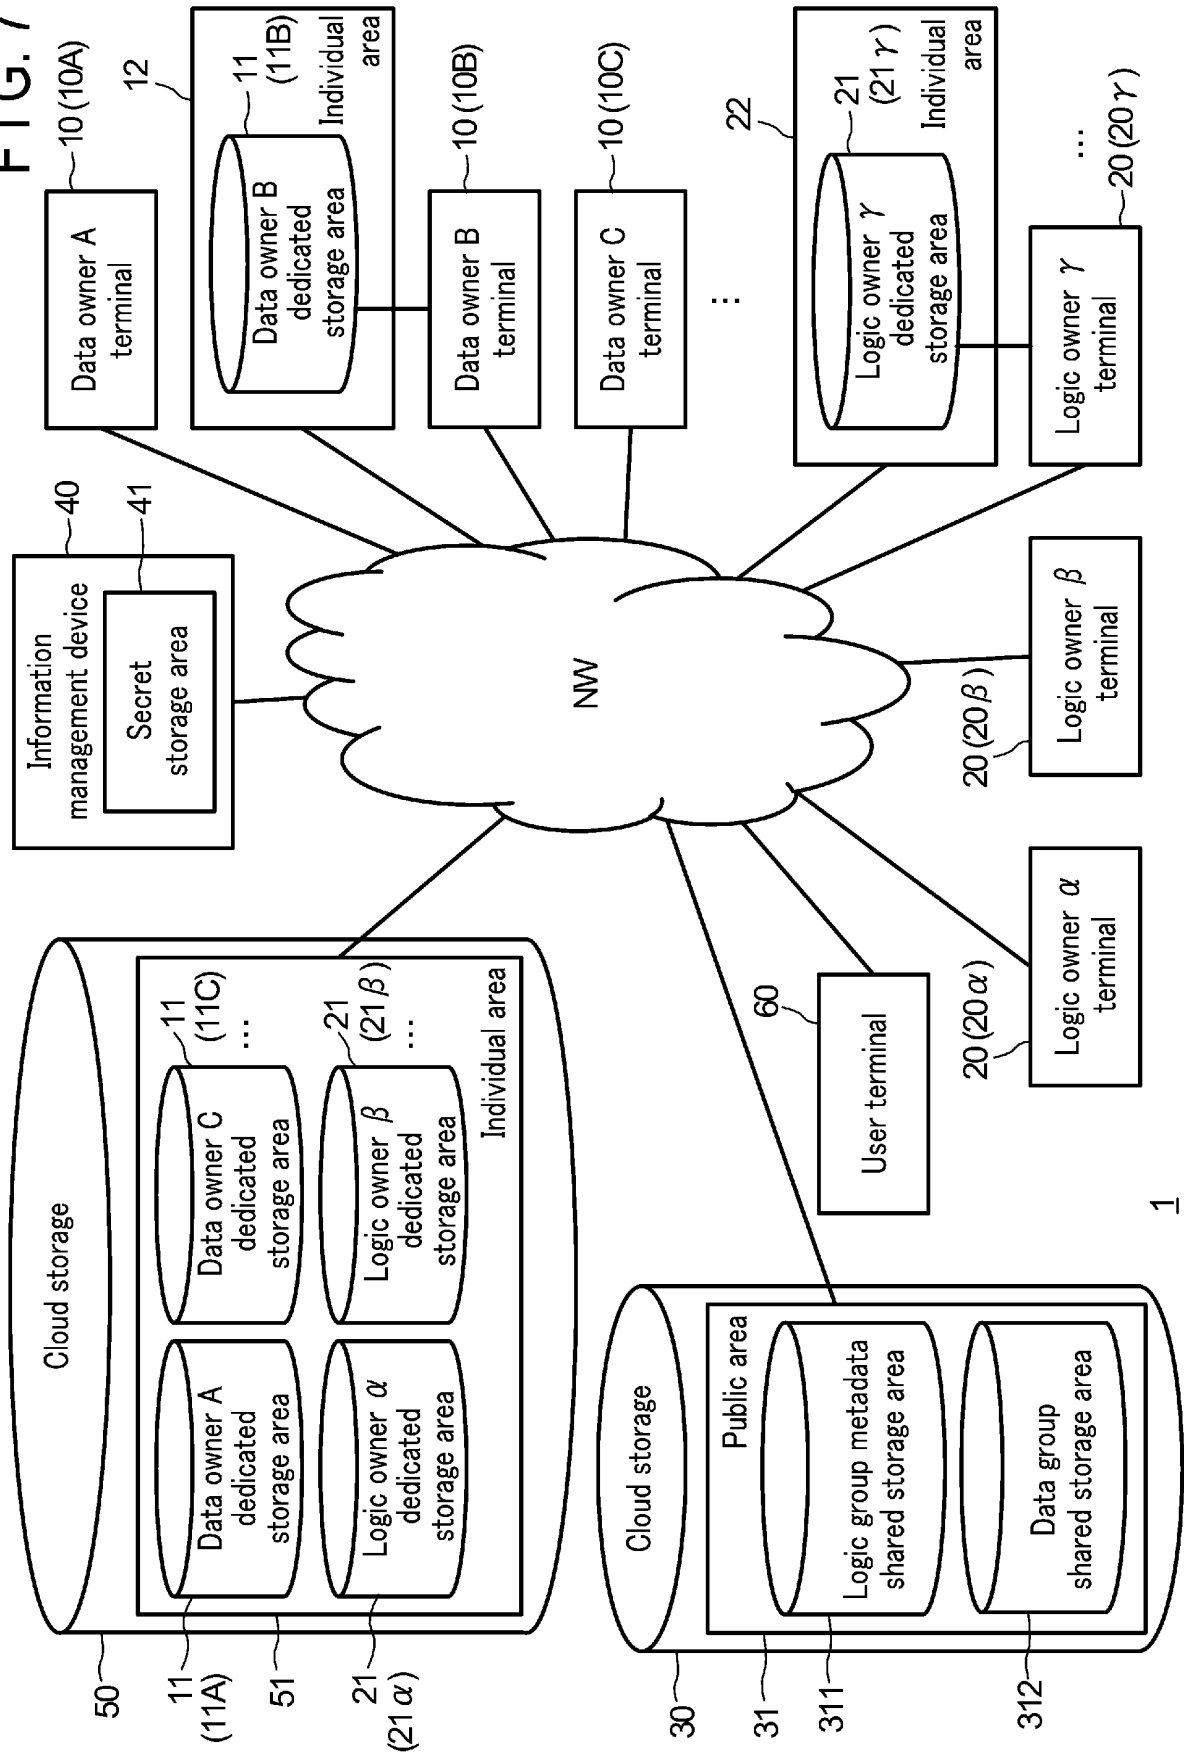 FIG. 7
Cloud storage
50
Data owner A
dedicated
storage area
11
(11A)
Data owner C
dedicated
storage area
11
(11C)
...
51
Logic owner α
dedicated
storage area
21
(21α)
Logic owner β
dedicated
storage area
21
(21β)
...
Individual area
Information
management device
40
Secret
storage area
41
Data owner A
terminal
10(10A)
12
Data owner B
dedicated
storage area
11
(11B)
Individual
area
Data owner B
terminal
10(10B)
Data owner C
terminal
10(10C)
...
NW
Cloud storage
30
Public area
31
Logic group metadata
shared storage area
311
Data group
shared storage area
312
User terminal
60
Logic owner α
terminal
20(20α)
Logic owner β
terminal
20(20β)
22
Logic owner γ
dedicated
storage area
21
(21γ)
Individual
area
Logic owner γ
terminal
20(20γ)
...
1